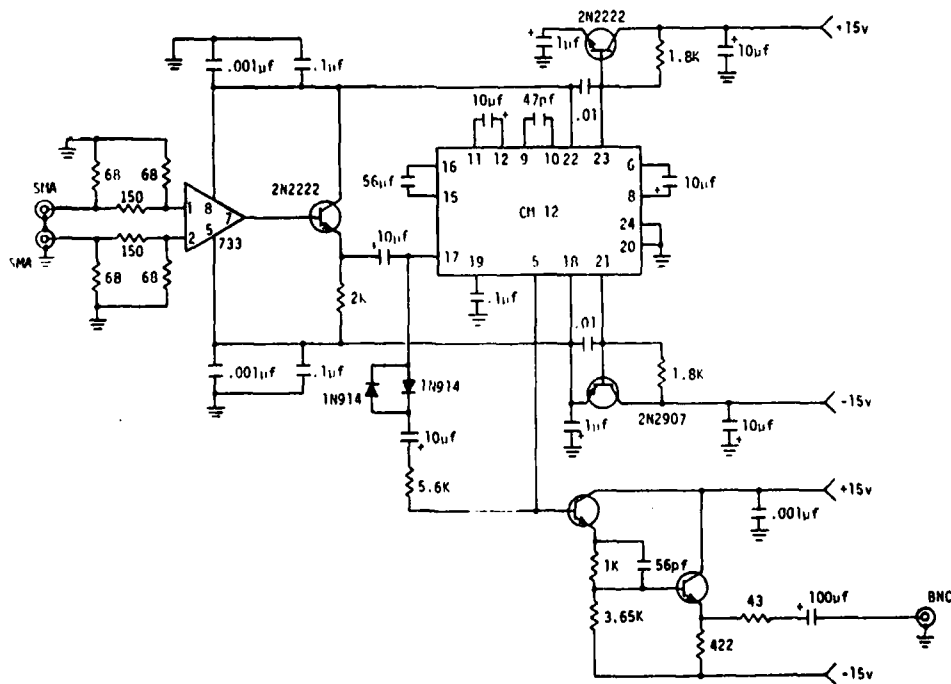 2N2222
+15v
1µf
10µf
1.8K
.001µf
.1µf
.01
10µf
47pf
11
12
9
10
22
23
68
68
SMA
150
2N2222
56µf
16
15
6
8
10µf
CM 12
24
20
1
8
7
5
2
733
SMA
150
10µf
17
19
5
18
21
68
68
2K
.1µf
.01
.001µf
.1µf
1N914
1N914
1.8K
-15v
1µf
2N2907
10µf
10µf
5.6K
+15v
.001µf
1K
56pf
43
100µf
BNC
3.65K
422
-15v